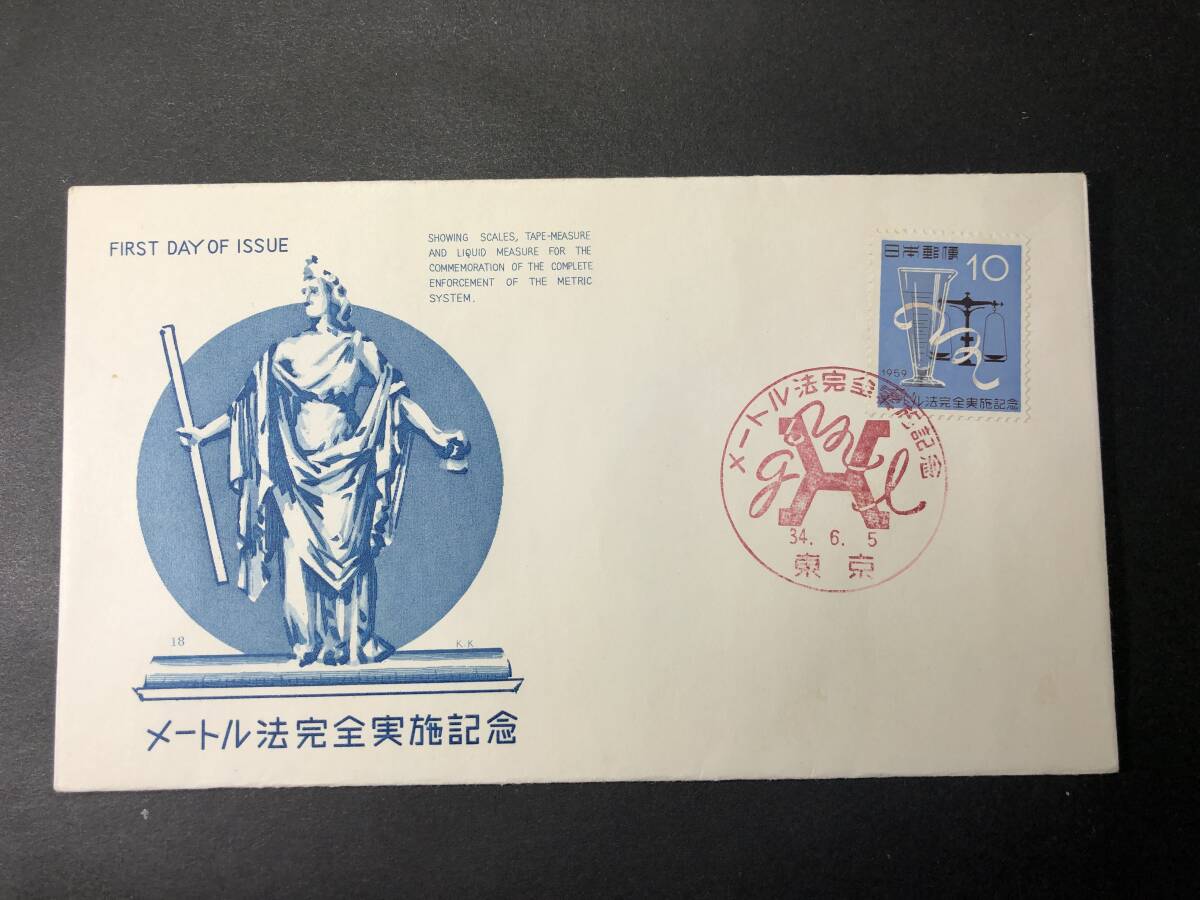 FIRST DAY OF ISSUE
SHOWING SCALES, TAPE-MEASURE
AND LIQUID MEASURE FOR THE
COMMEMORATION OF THE COMPLETE
ENFORCEMENT OF THE METRIC
SYSTEM.
日本郵便 10
1959
メートル法完全実施記念
メートル法完全実施記念
m
g l
34. 6. 5
東京
18
K.K
メートル法完全実施記念